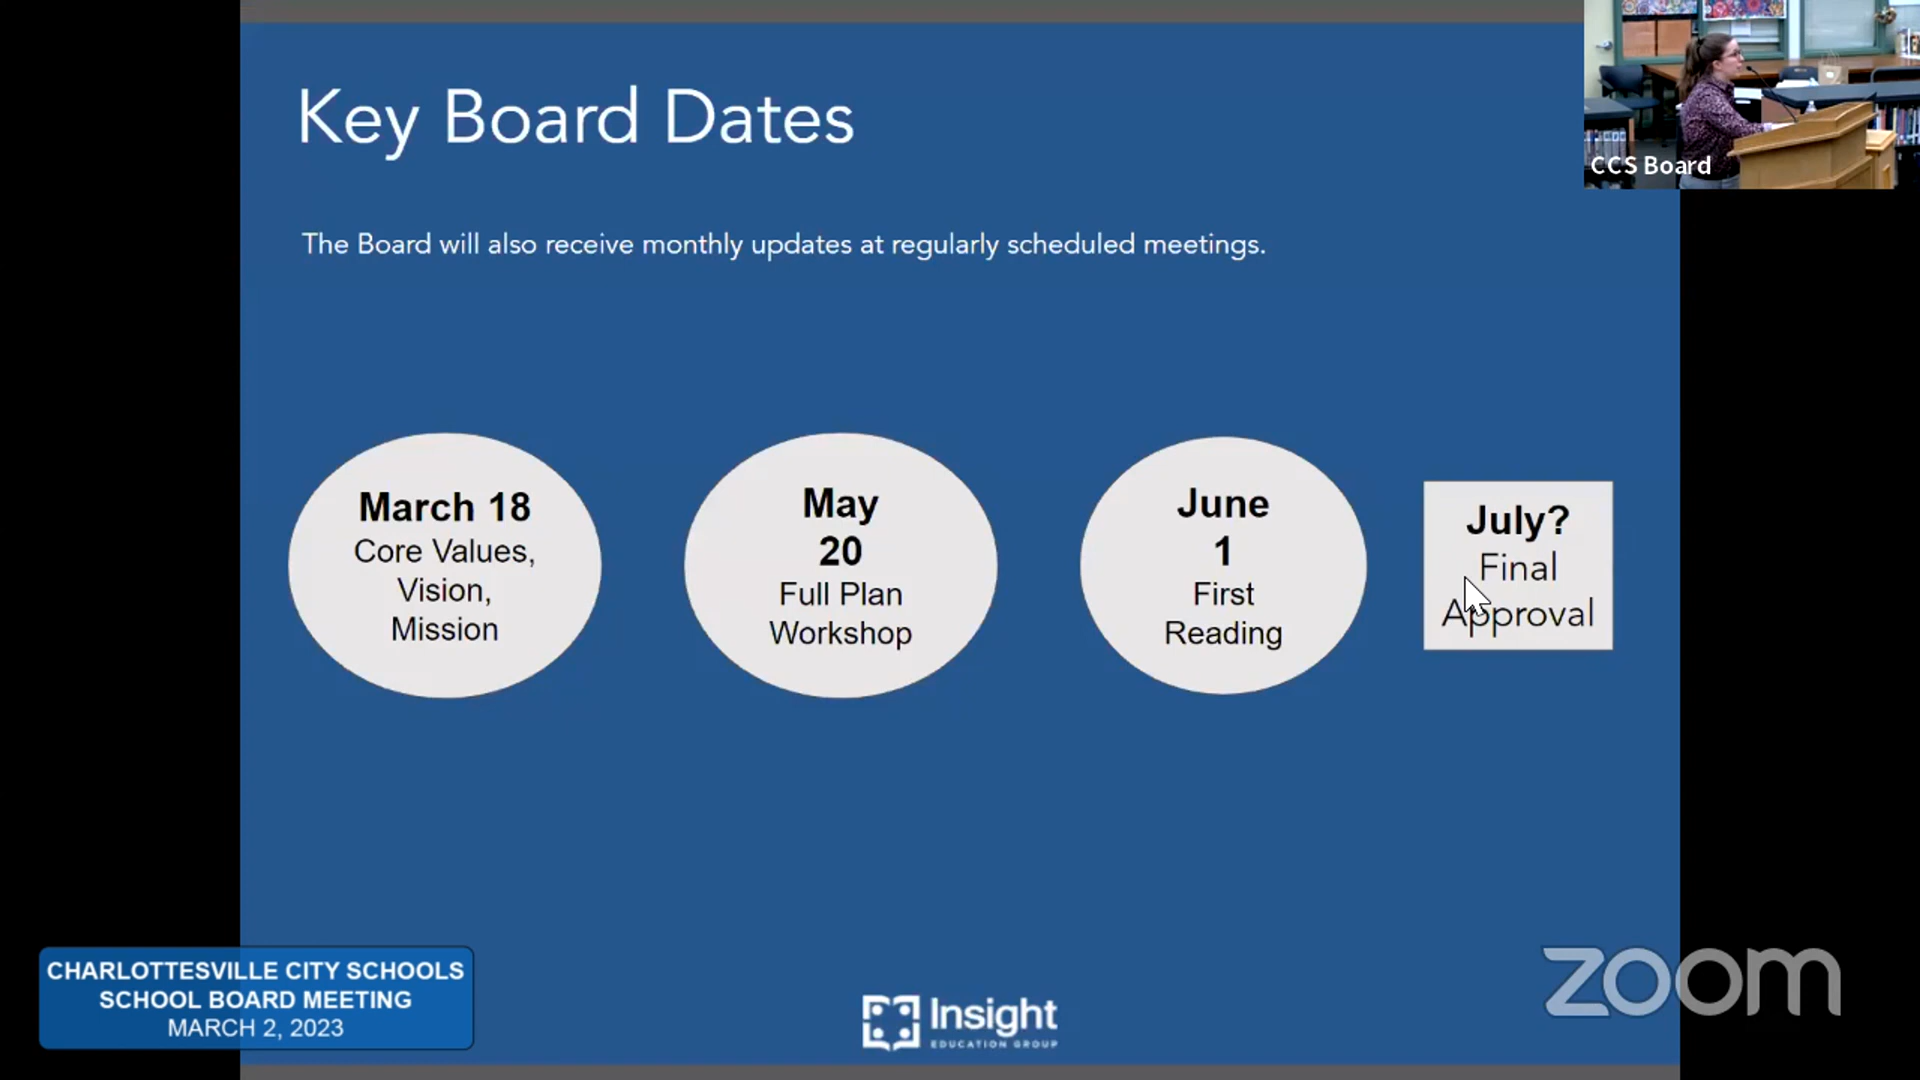 Key Board Dates
The Board will also receive monthly updates at regularly scheduled meetings.
March 18
Core Values,
Vision,
Mission
May
20
Full Plan
Workshop
June
1
First
Reading
July?
Final
Approval
CCS Board
CHARLOTTESVILLE CITY SCHOOLS
SCHOOL BOARD MEETING
MARCH 2, 2023
Insight
EDUCATION GROUP
zoom